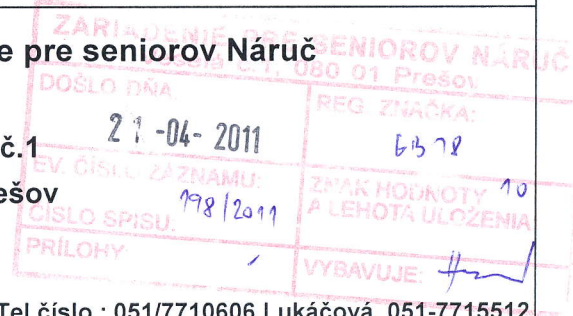 ZARIADENIE PRE SENIOROV NÁRUČ
e pre seniorov Náruč
č.1, 080 01 Prešov
DOŠLO DŇA
REG. ZNAČKA:
21-04-2011
č.1
EV. ČÍSLO ZÁZNAMU:
ZNAK HODNOTY 10
ešov
198/2011
A LEHOTA ULOŽENIA
ČÍSLO SPISU:
PRÍLOHY
VYBAVUJE:
Tel.číslo : 051/7710606 Lukáčová, 051-7715512